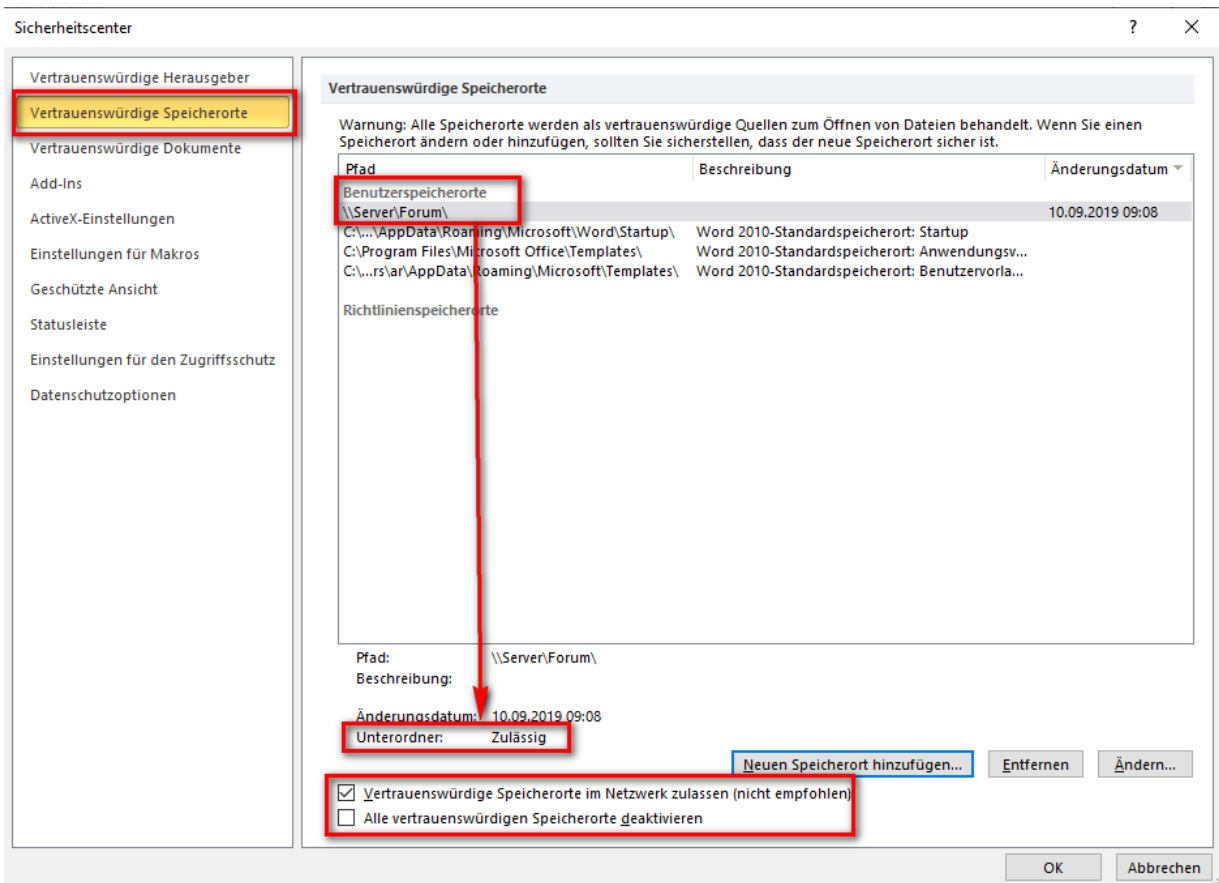 Sicherheitscenter
?
Vertrauenswürdige Herausgeber
Vertrauenswürdige Speicherorte
Vertrauenswürdige Dokumente
Add-Ins
ActiveX-Einstellungen
Einstellungen für Makros
Geschützte Ansicht
Statusleiste
Einstellungen für den Zugriffsschutz
Datenschutzoptionen
Vertrauenswürdige Speicherorte
Warnung: Alle Speicherorte werden als vertrauenswürdige Quellen zum Öffnen von Dateien behandelt. Wenn Sie einen
Speicherort ändern oder hinzufügen, sollten Sie sicherstellen, dass der neue Speicherort sicher ist.
Pfad Beschreibung Änderungsdatum
Benutzerspeicherorte
\\Server\Forum\ 10.09.2019 09:08
C:\...\AppData\Roaming\Microsoft\Word\Startup\ Word 2010-Standardspeicherort: Startup
C:\Program Files\Microsoft Office\Templates\ Word 2010-Standardspeicherort: Anwendungsv...
C:\...rs\ar\AppData\Roaming\Microsoft\Templates\ Word 2010-Standardspeicherort: Benutzervorla...
Richtlinienspeicherorte
Pfad: \\Server\Forum\
Beschreibung:
Änderungsdatum: 10.09.2019 09:08
Unterordner: Zulässig
Neuen Speicherort hinzufügen... Entfernen Ändern...
Vertrauenswürdige Speicherorte im Netzwerk zulassen (nicht empfohlen)
Alle vertrauenswürdigen Speicherorte deaktivieren
OK Abbrechen